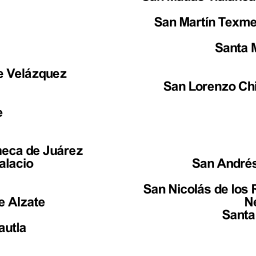 San Martín Texme
Santa M
e Velázquez
San Lorenzo Chi
e
neca de Juárez
alacio
San Andrés
San Nicolás de los R
e Alzate
Ne
Santa
autla